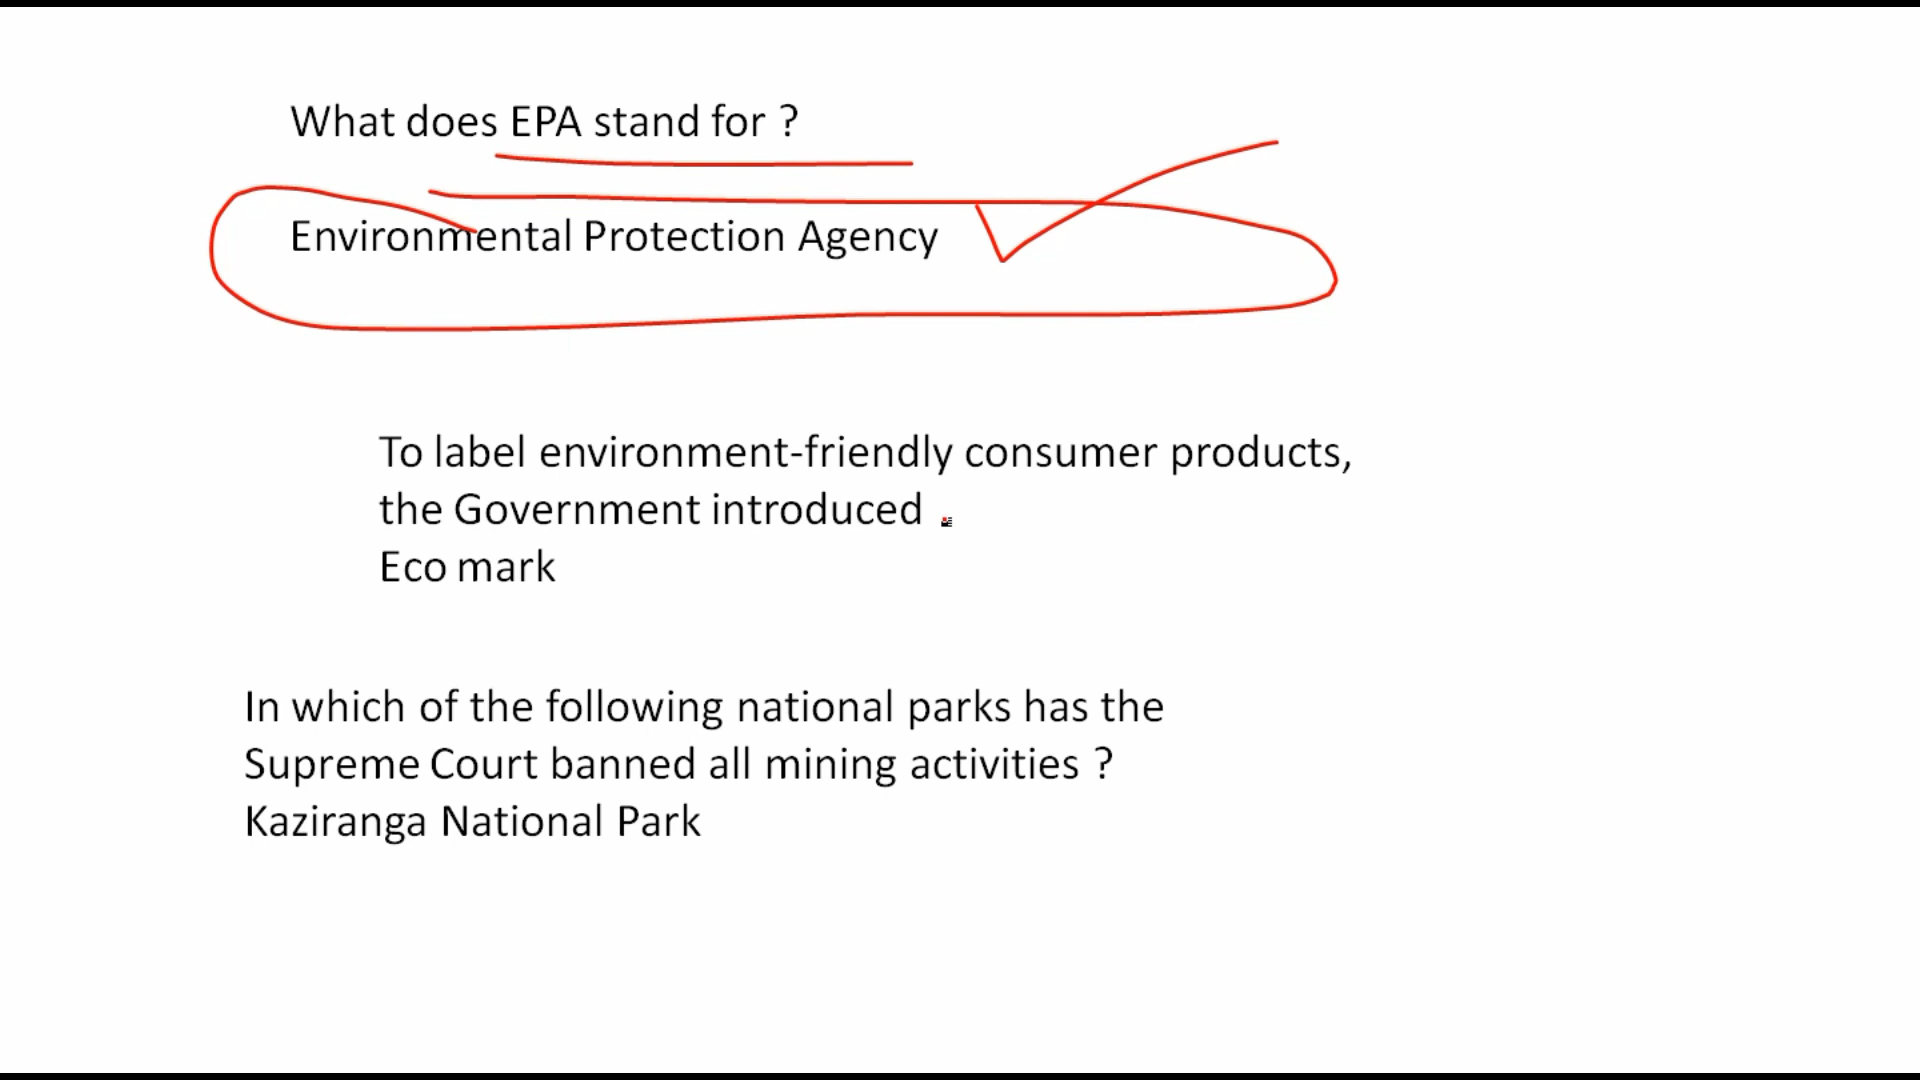 What does EPA stand for ?
Environmental Protection Agency
To label environment-friendly consumer products,
the Government introduced
Eco mark
In which of the following national parks has the
Supreme Court banned all mining activities ?
Kaziranga National Park